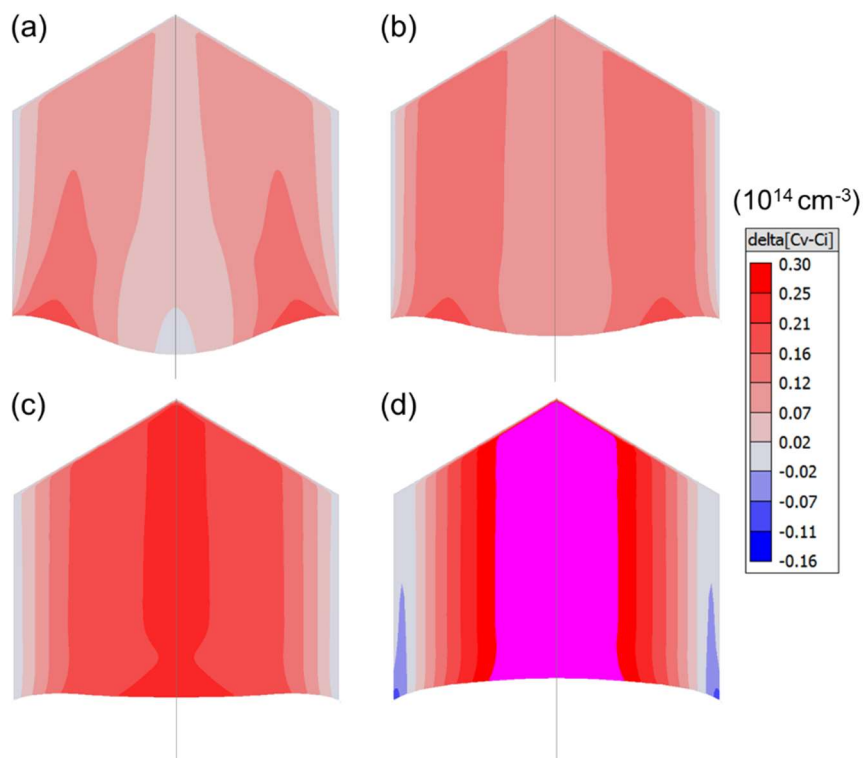 (a)
(b)
(10¹⁴ cm⁻³)
delta[Cv-Ci]
0.30
0.25
0.21
0.16
0.12
0.07
0.02
-0.02
-0.07
-0.11
-0.16
(c)
(d)